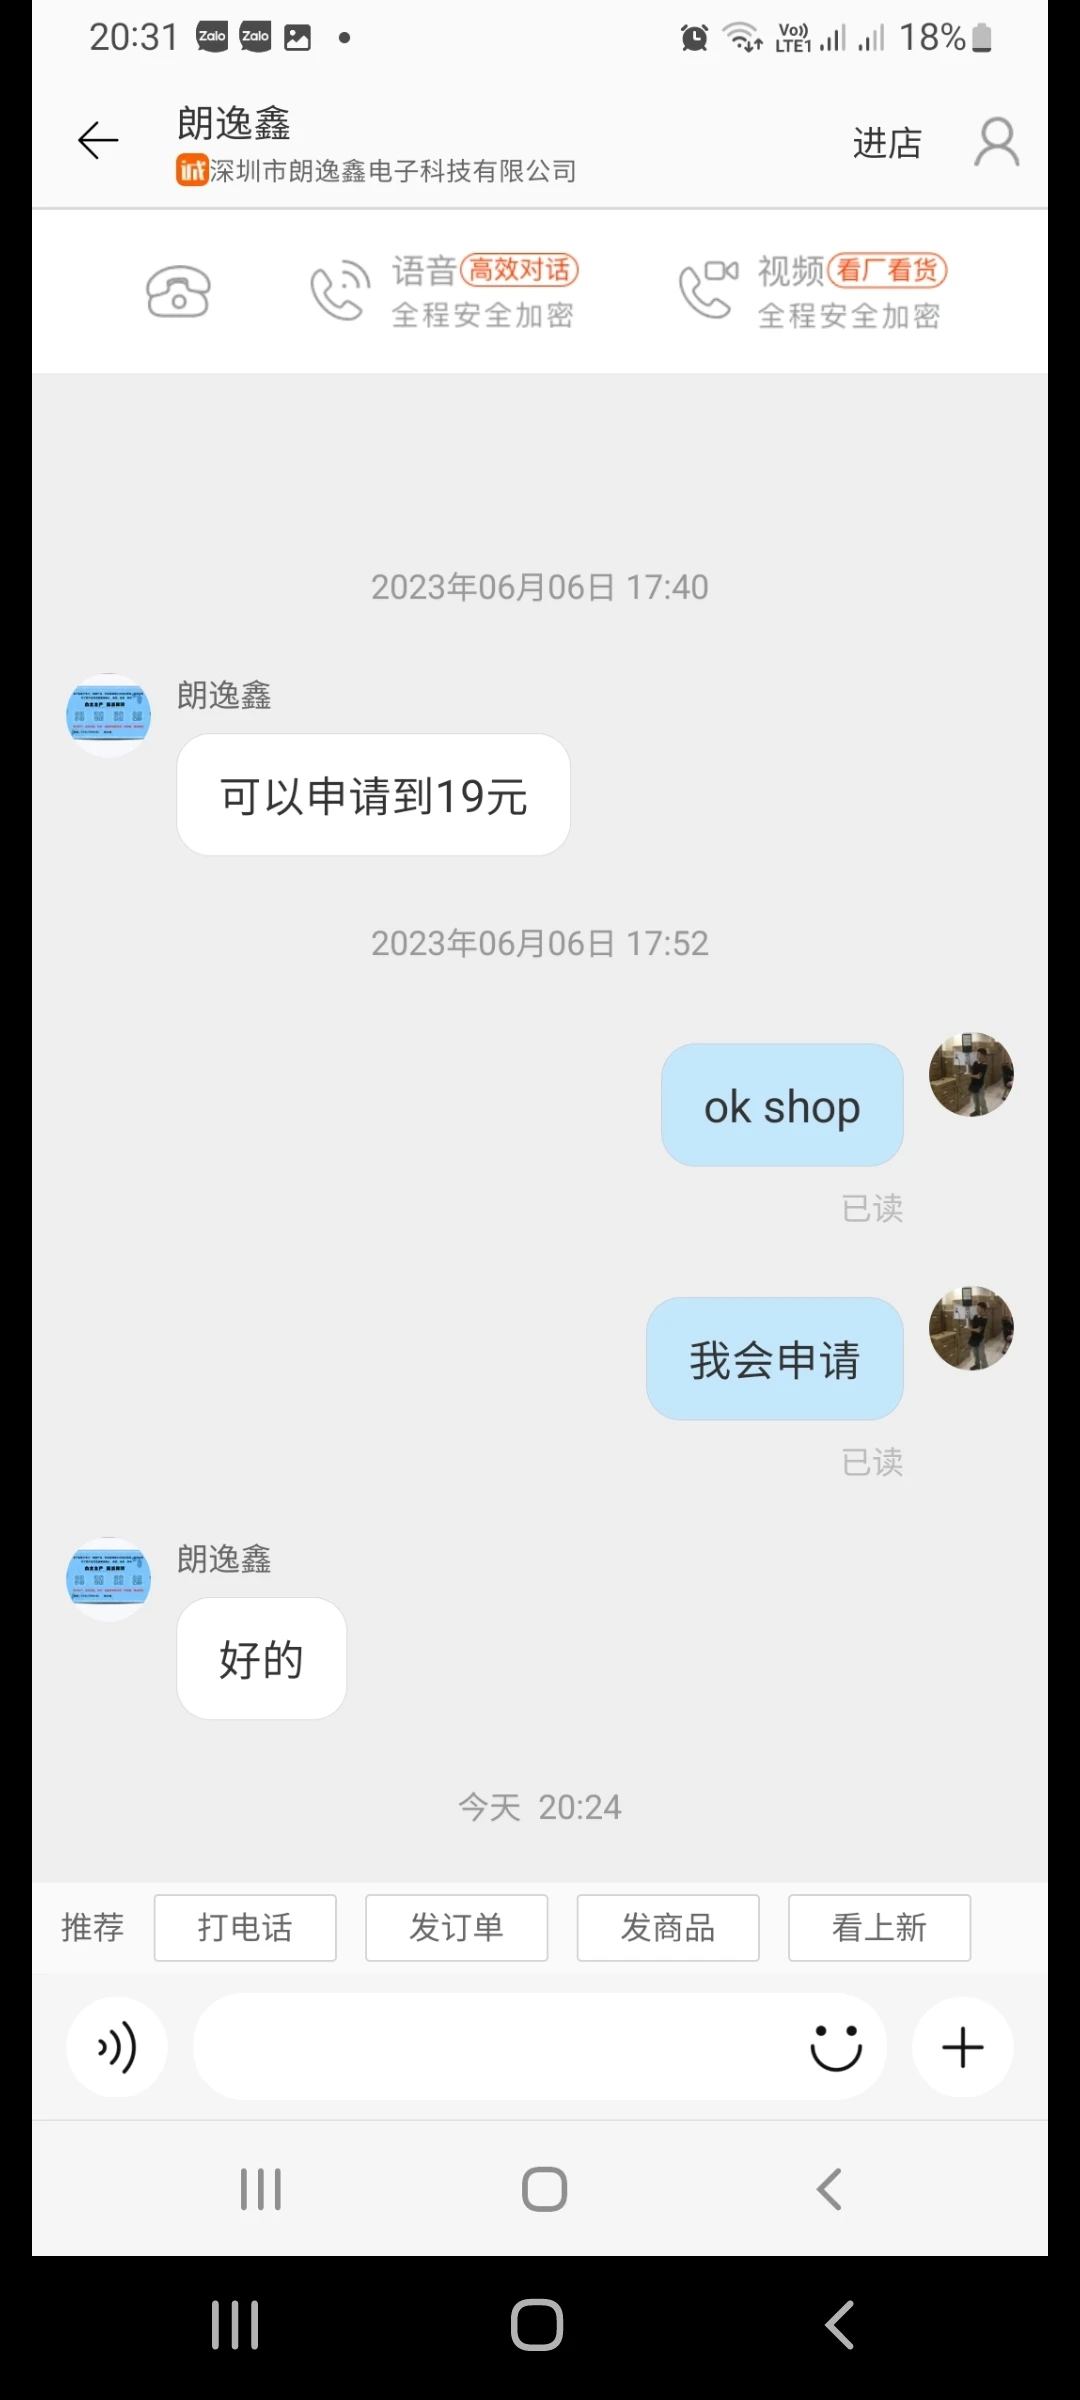 20:31 Zalo Zalo Vo)) LTE1 18%
朗逸鑫
诚深圳市朗逸鑫电子科技有限公司
进店
语音 高效对话
全程安全加密
视频 看厂看货
全程安全加密
2023年06月06日 17:40
朗逸鑫
可以申请到19元
2023年06月06日 17:52
ok shop
已读
我会申请
已读
朗逸鑫
好的
今天 20:24
推荐 打电话 发订单 发商品 看上新